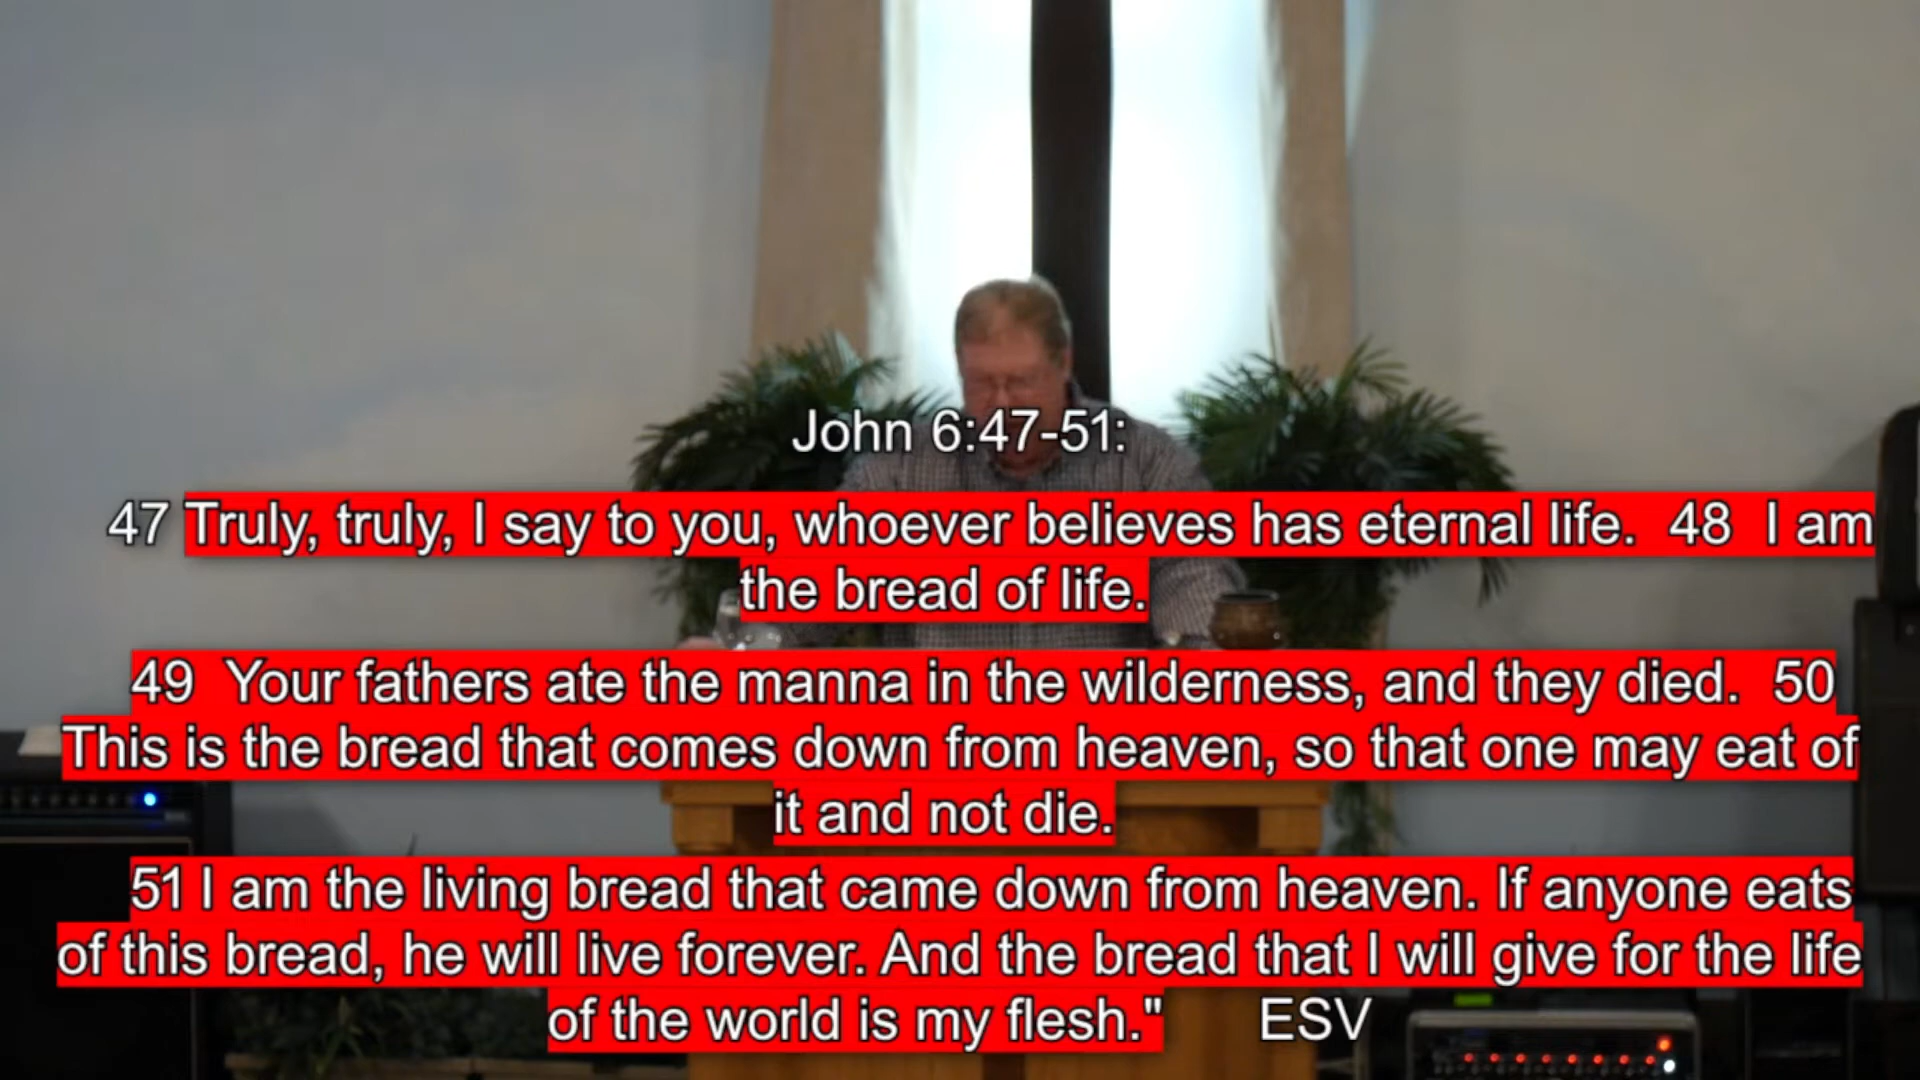 John 6:47-51:
47 Truly, truly, I say to you, whoever believes has eternal life.  48  I am
the bread of life.
49  Your fathers ate the manna in the wilderness, and they died.  50
This is the bread that comes down from heaven, so that one may eat of
it and not die.
51 I am the living bread that came down from heaven. If anyone eats
of this bread, he will live forever. And the bread that I will give for the life
of the world is my flesh."  ESV